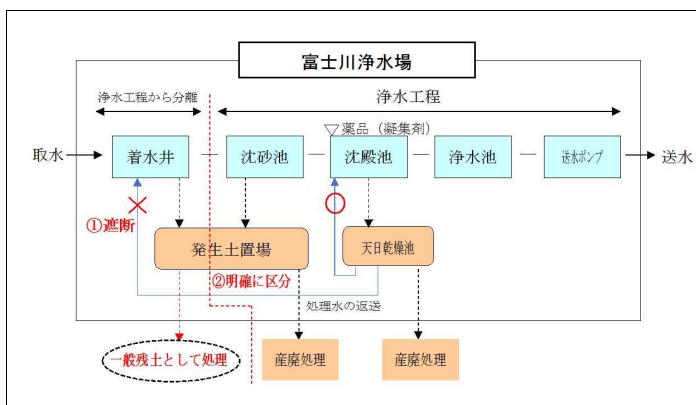 富士川浄水場
浄水工程から分離
浄水工程
▽薬品（凝集剤）
取水
着水井
沈砂池
沈殿池
浄水池
送水ポンプ
送水
①遮断
発生土置場
天日乾燥池
②明確に区分
処理水の返送
一般残土として処理
産廃処理
産廃処理